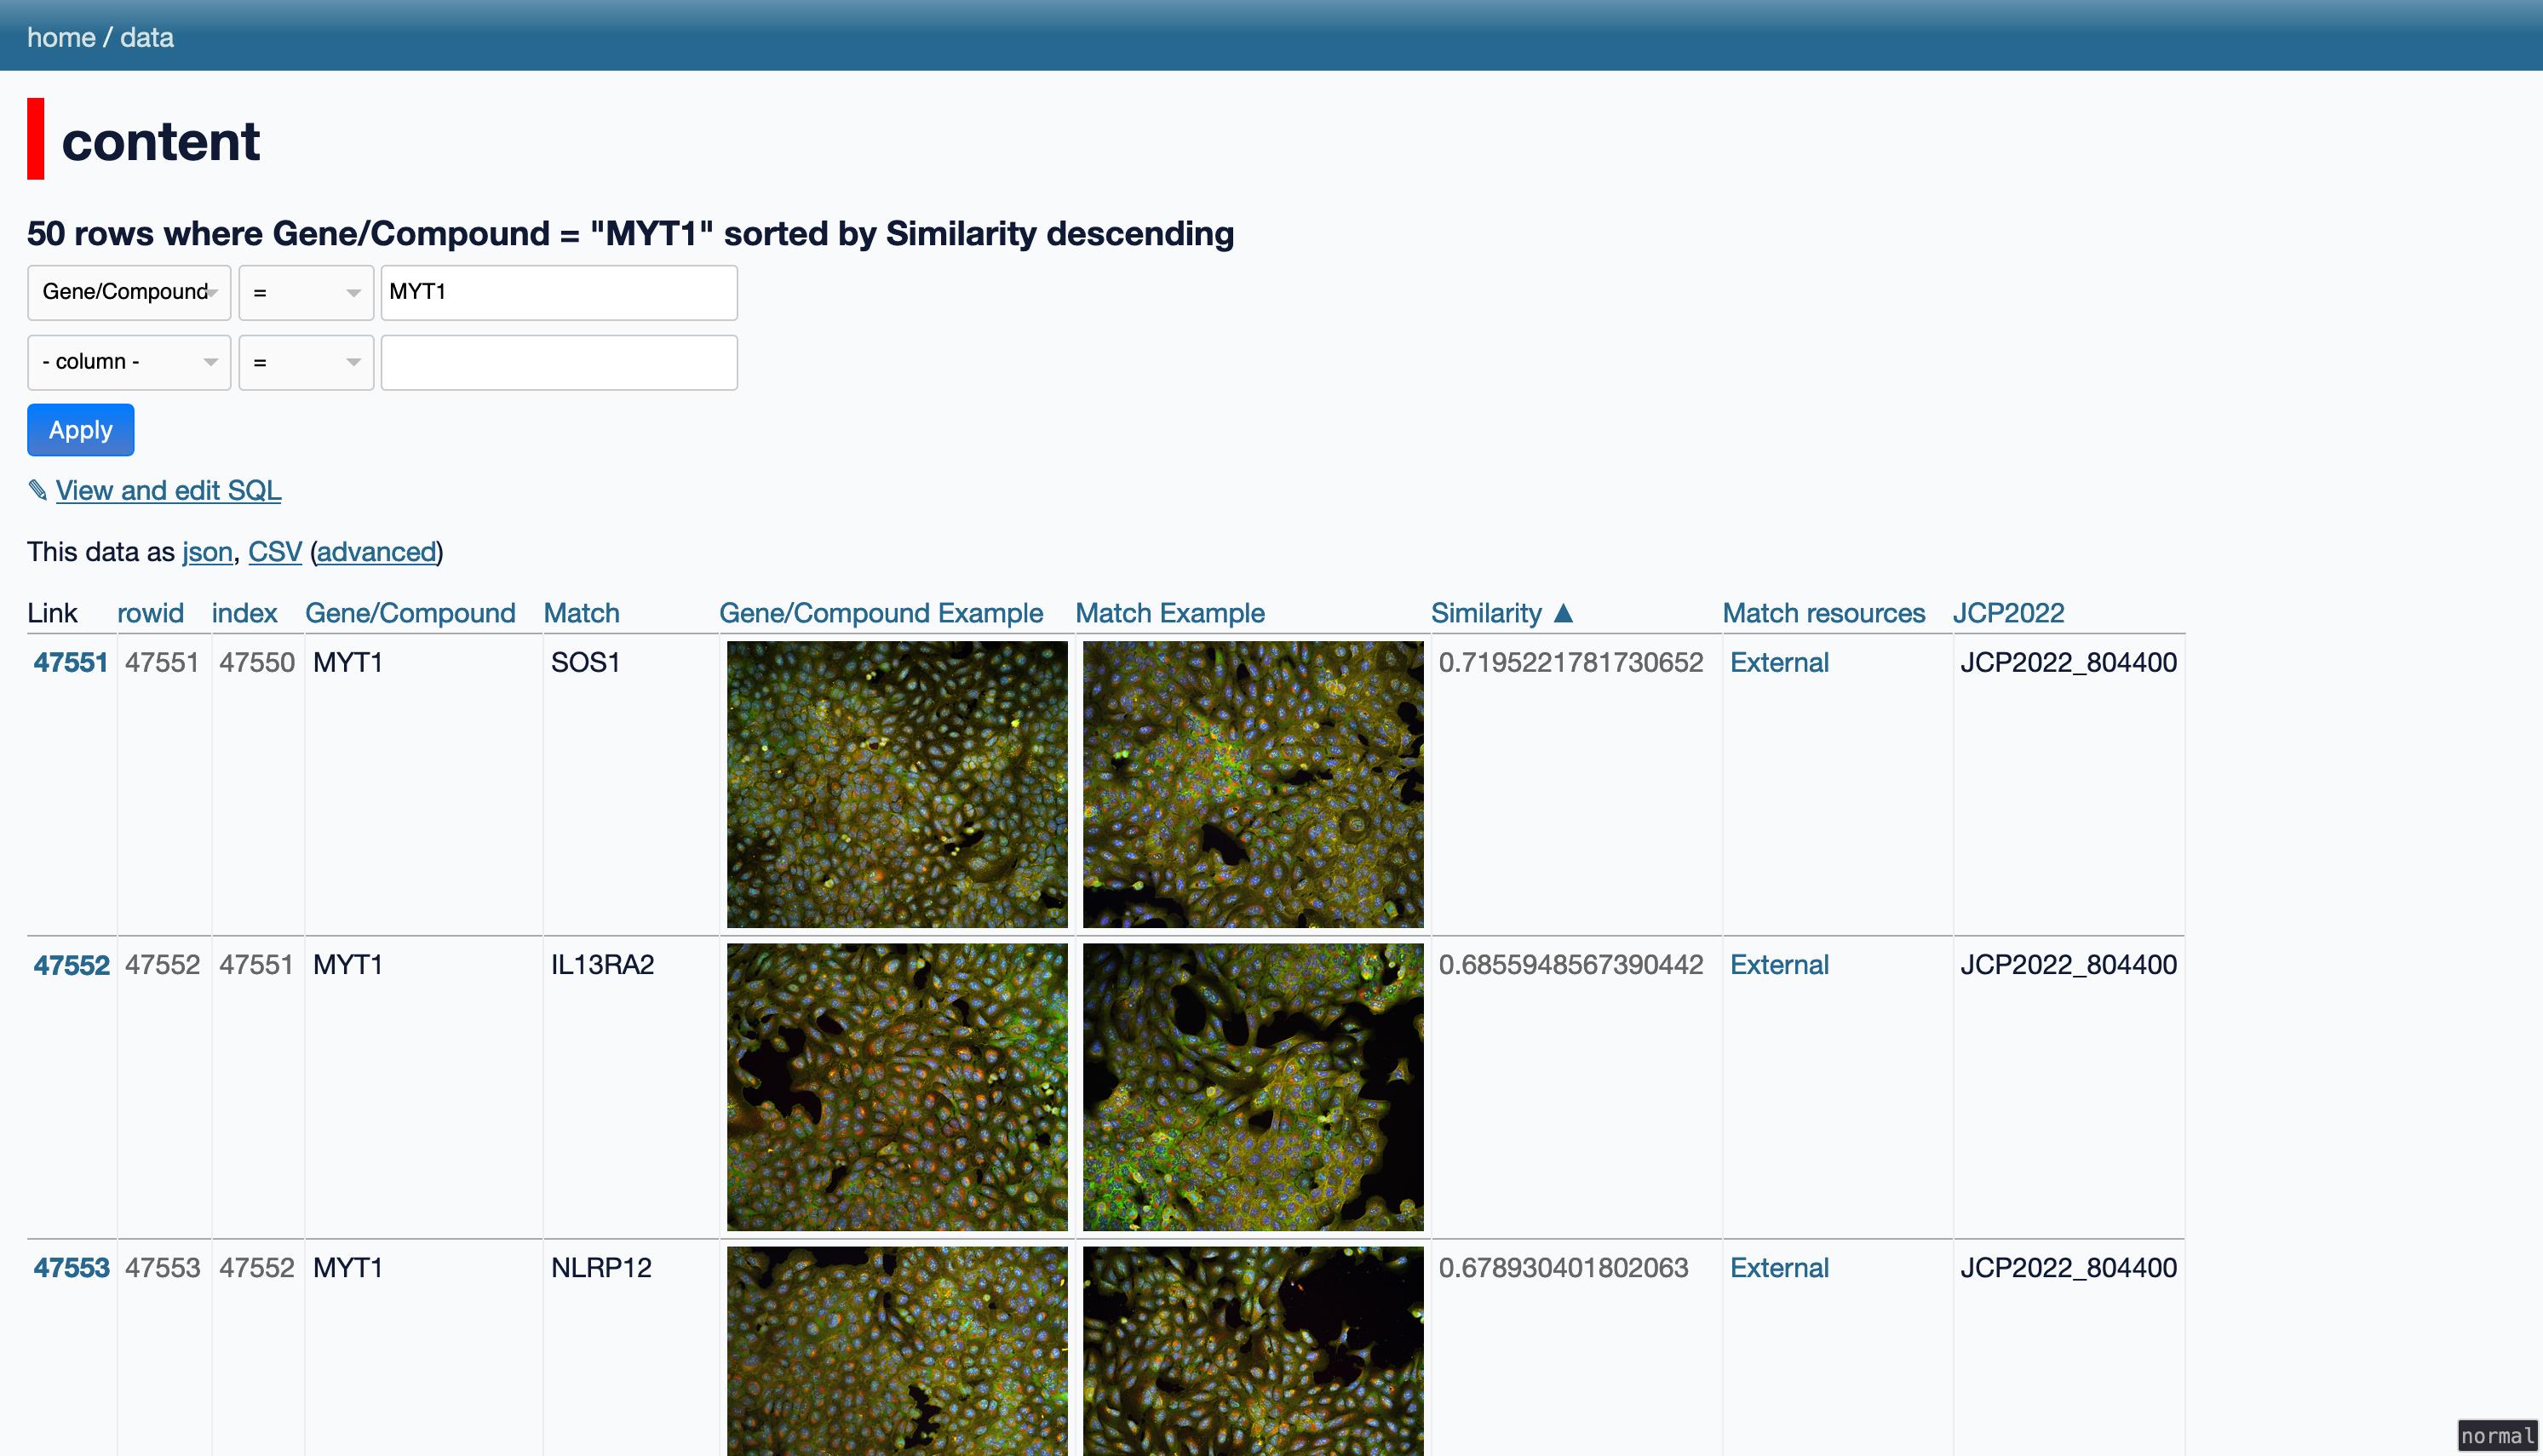 home / data
content
50 rows where Gene/Compound = "MYT1" sorted by Similarity descending
Gene/Compound = MYT1
- column - =
Apply
✎ View and edit SQL
This data as json, CSV (advanced)
Link rowid index Gene/Compound Match Gene/Compound Example Match Example Similarity ▲ Match resources JCP2022
47551 47551 47550 MYT1 SOS1 0.7195221781730652 External JCP2022_804400
47552 47552 47551 MYT1 IL13RA2 0.6855948567390442 External JCP2022_804400
47553 47553 47552 MYT1 NLRP12 0.678930401802063 External JCP2022_804400
normal